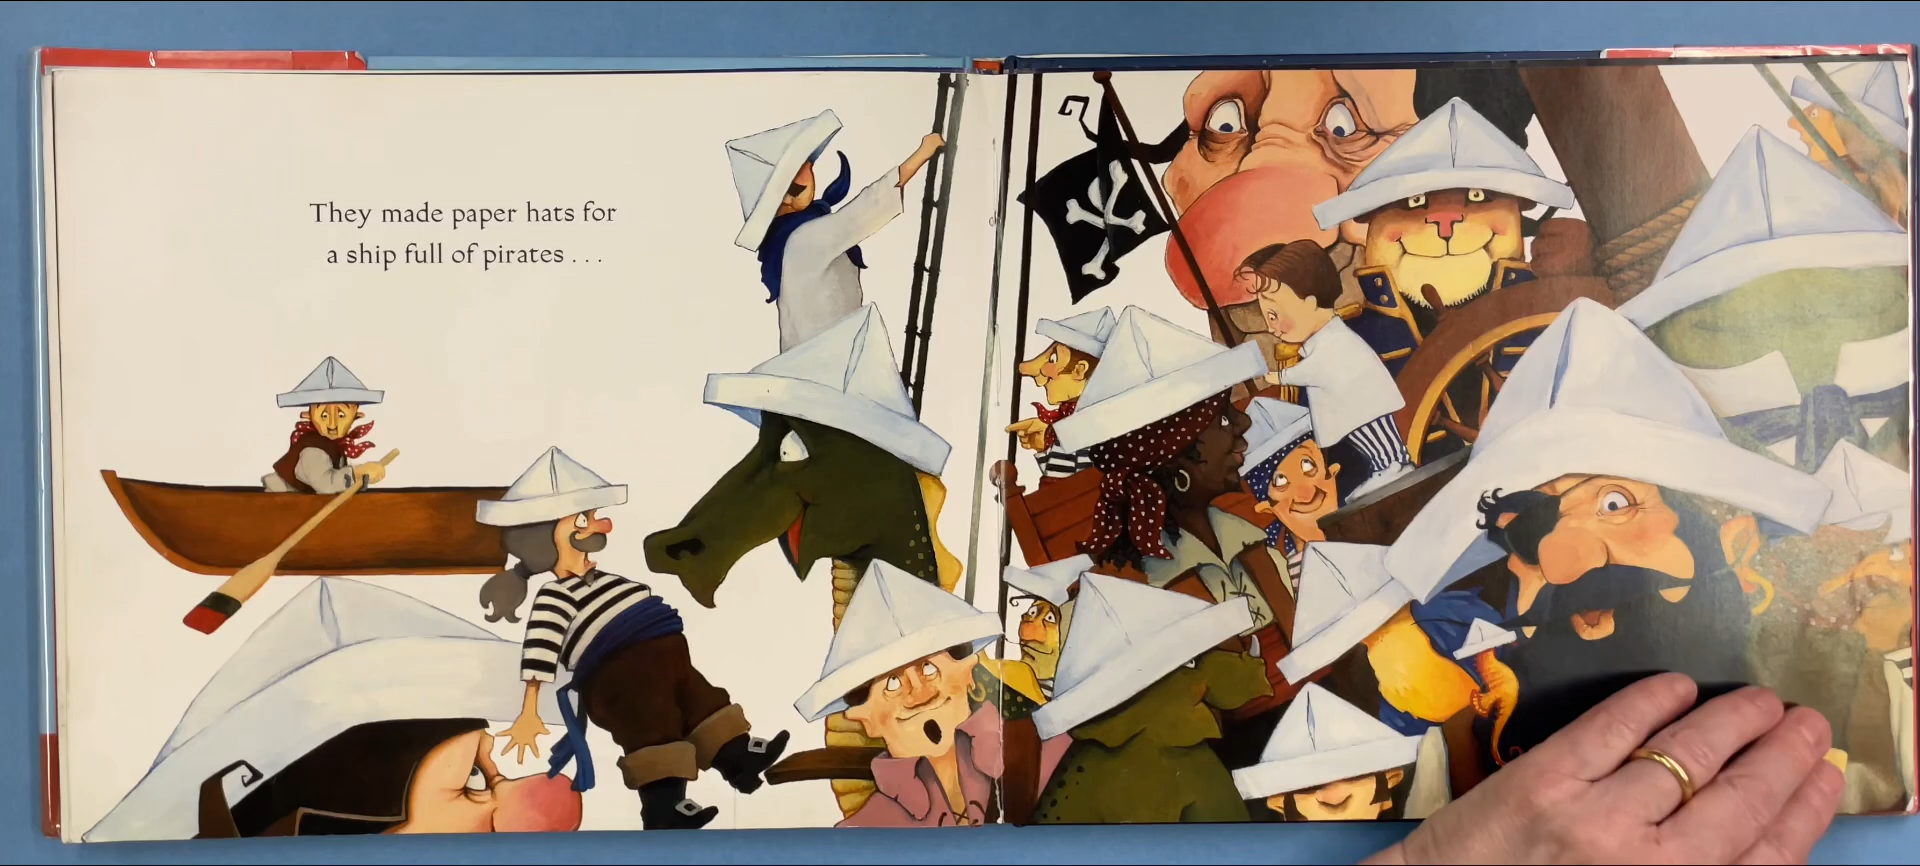 They made paper hats for
a ship full of pirates . . .